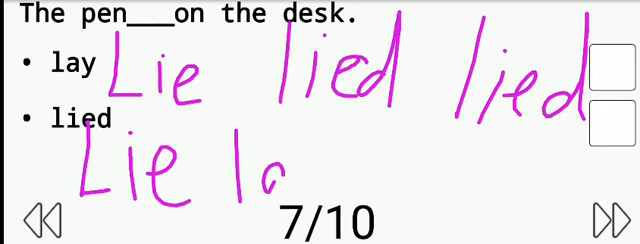 The pen___on the desk.
• lay
Lie lied lied
• lied
Lie la
7/10